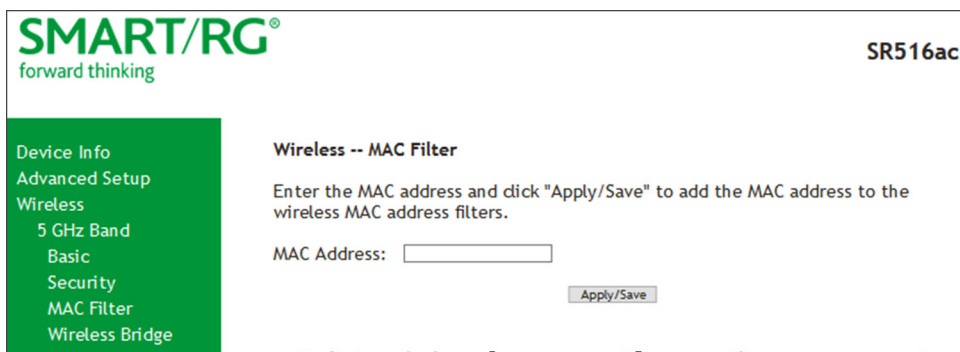 SMART/RG®
forward thinking
SR516ac
Device Info
Advanced Setup
Wireless
5 GHz Band
Basic
Security
MAC Filter
Wireless Bridge
Wireless -- MAC Filter
Enter the MAC address and click "Apply/Save" to add the MAC address to the
wireless MAC address filters.
MAC Address:
Apply/Save